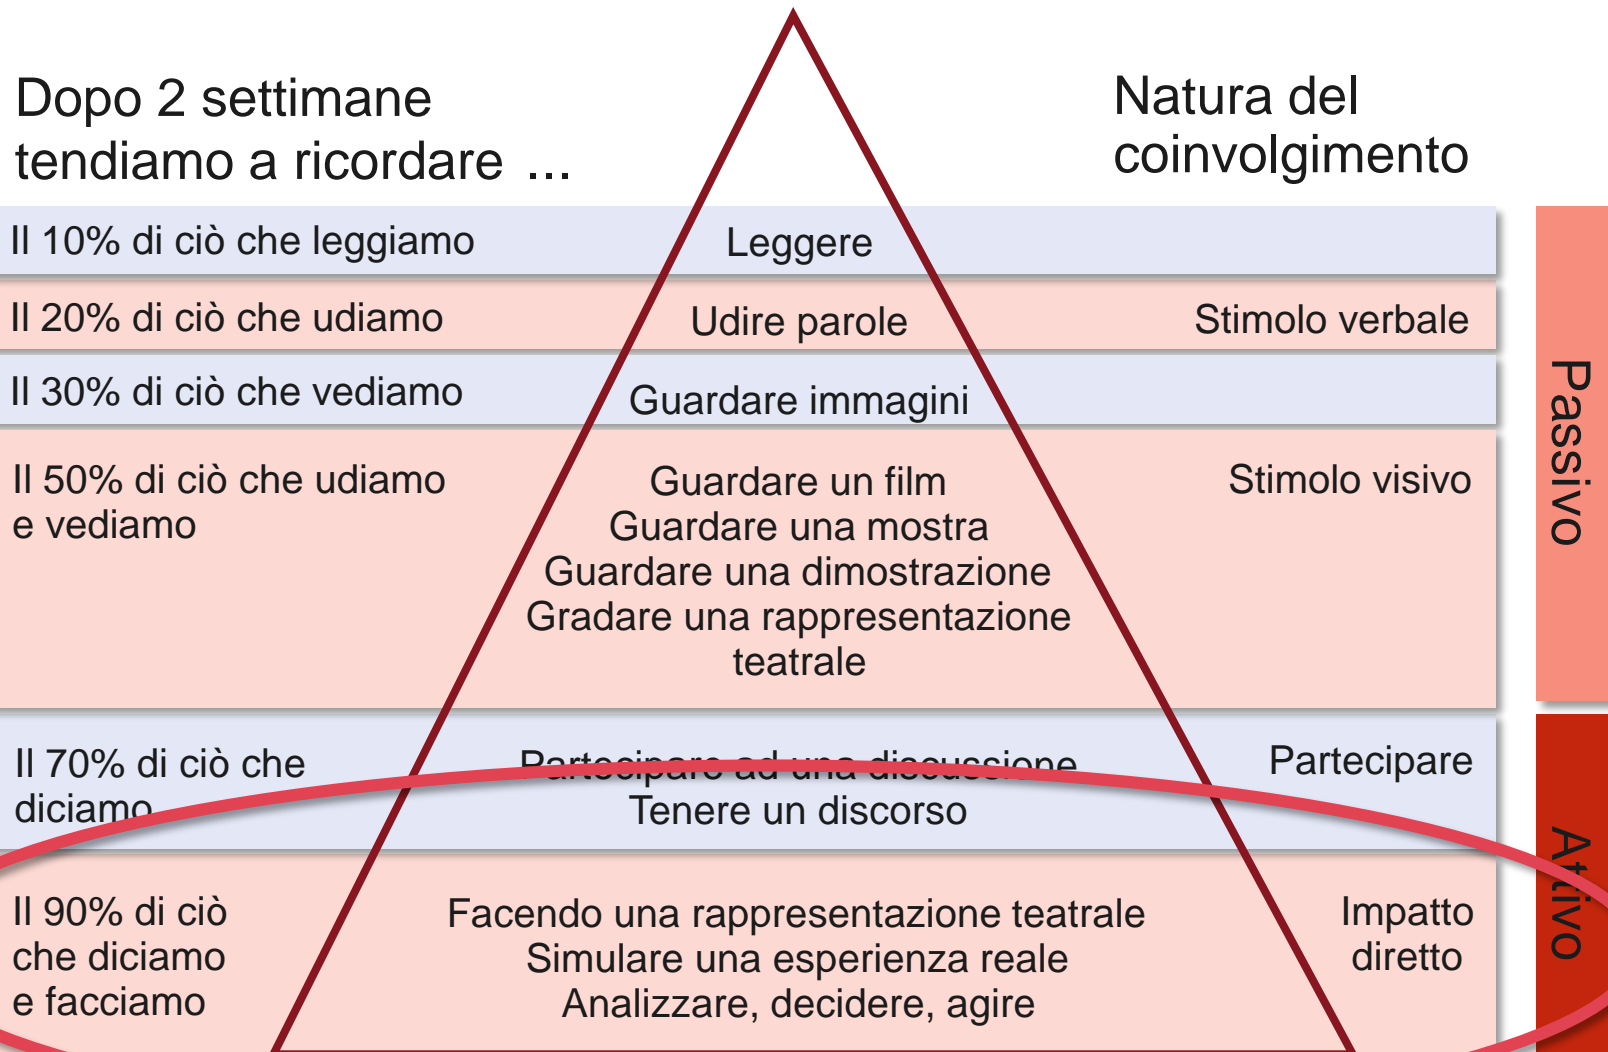 Dopo 2 settimane
tendiamo a ricordare ...
Natura del
coinvolgimento
Il 10% di ciò che leggiamo
Leggere
Il 20% di ciò che udiamo
Udire parole
Stimolo verbale
Il 30% di ciò che vediamo
Guardare immagini
Il 50% di ciò che udiamo
e vediamo
Guardare un film
Guardare una mostra
Guardare una dimostrazione
Gradare una rappresentazione
teatrale
Stimolo visivo
Passivo
Il 70% di ciò che
diciamo
Partecipare ad una discussione
Tenere un discorso
Partecipare
Il 90% di ciò
che diciamo
e facciamo
Facendo una rappresentazione teatrale
Simulare una esperienza reale
Analizzare, decidere, agire
Impatto
diretto
Attivo